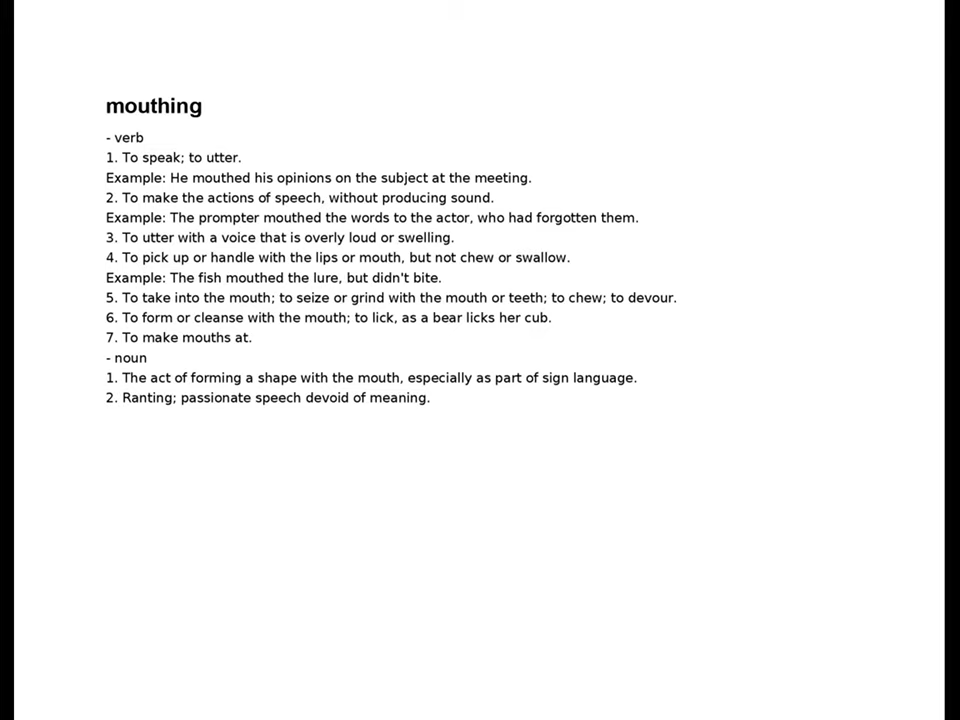 mouthing
- verb
1. To speak; to utter.
Example: He mouthed his opinions on the subject at the meeting.
2. To make the actions of speech, without producing sound.
Example: The prompter mouthed the words to the actor, who had forgotten them.
3. To utter with a voice that is overly loud or swelling.
4. To pick up or handle with the lips or mouth, but not chew or swallow.
Example: The fish mouthed the lure, but didn't bite.
5. To take into the mouth; to seize or grind with the mouth or teeth; to chew; to devour.
6. To form or cleanse with the mouth; to lick, as a bear licks her cub.
7. To make mouths at.
- noun
1. The act of forming a shape with the mouth, especially as part of sign language.
2. Ranting; passionate speech devoid of meaning.